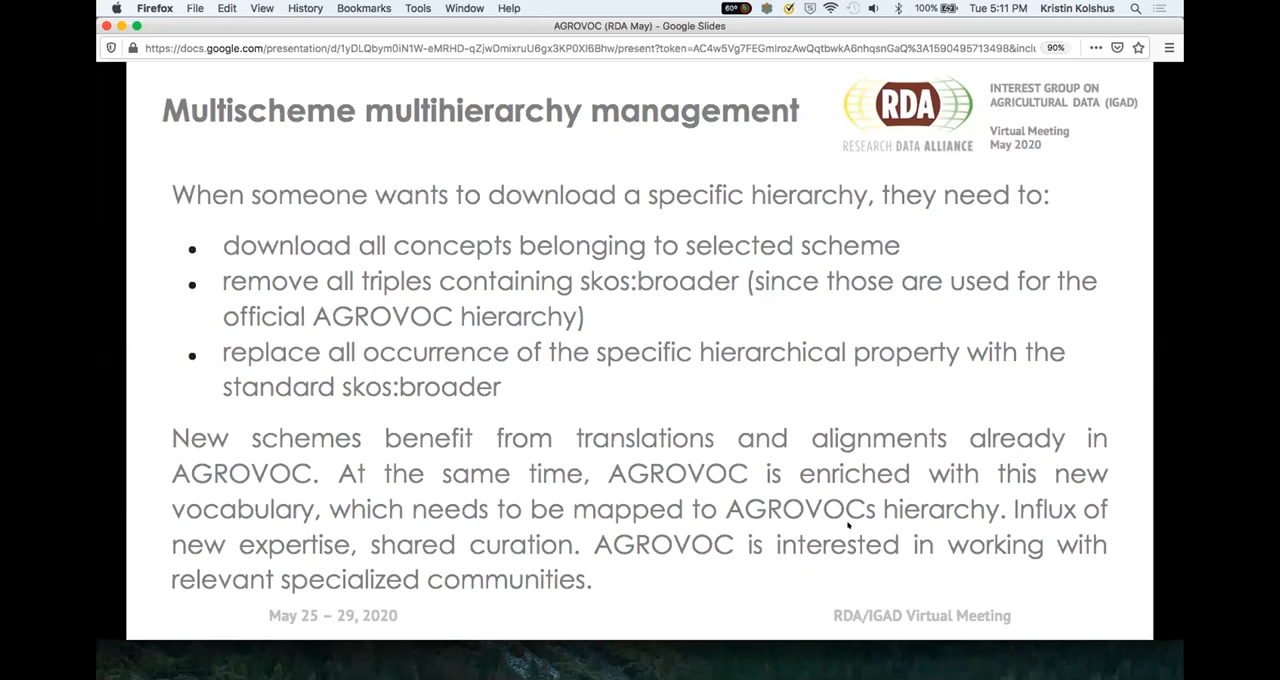 Firefox File Edit View History Bookmarks Tools Window Help 60° 100% Tue 5:11 PM Kristin Kolshus
AGROVOC (RDA May) - Google Slides
90%
Multischeme multihierarchy management
RDA
RESEARCH DATA ALLIANCE
INTEREST GROUP ON
AGRICULTURAL DATA (IGAD)
Virtual Meeting
May 2020
When someone wants to download a specific hierarchy, they need to:
• download all concepts belonging to selected scheme
• remove all triples containing skos:broader (since those are used for the
official AGROVOC hierarchy)
• replace all occurrence of the specific hierarchical property with the
standard skos:broader
New schemes benefit from translations and alignments already in
AGROVOC. At the same time, AGROVOC is enriched with this new
vocabulary, which needs to be mapped to AGROVOCs hierarchy. Influx of
new expertise, shared curation. AGROVOC is interested in working with
relevant specialized communities.
May 25 – 29, 2020
RDA/IGAD Virtual Meeting